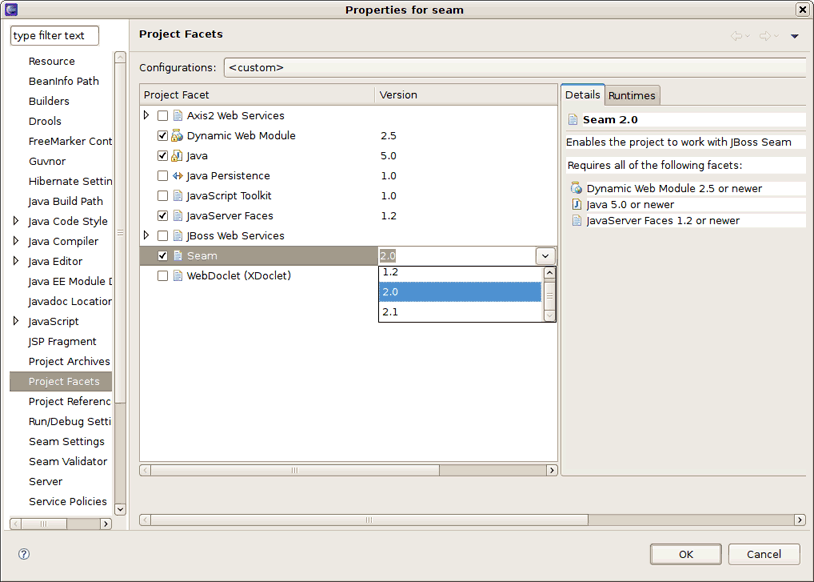 Properties for seam
type filter text
Resource
BeanInfo Path
Builders
Drools
FreeMarker Cont
Guvnor
Hibernate Settin
Java Build Path
Java Code Style
Java Compiler
Java Editor
Java EE Module D
Javadoc Location
JavaScript
JSP Fragment
Project Archives
Project Facets
Project Referenc
Run/Debug Setti
Seam Settings
Seam Validator
Server
Service Policies
Project Facets
Configurations: <custom>
Project Facet Version
Axis2 Web Services
Dynamic Web Module 2.5
Java 5.0
Java Persistence 1.0
JavaScript Toolkit 1.0
JavaServer Faces 1.2
JBoss Web Services
Seam 2.0
WebDoclet (XDoclet)
1.2
2.0
2.1
Details Runtimes
Seam 2.0
Enables the project to work with JBoss Seam
Requires all of the following facets:
Dynamic Web Module 2.5 or newer
Java 5.0 or newer
JavaServer Faces 1.2 or newer
OK Cancel